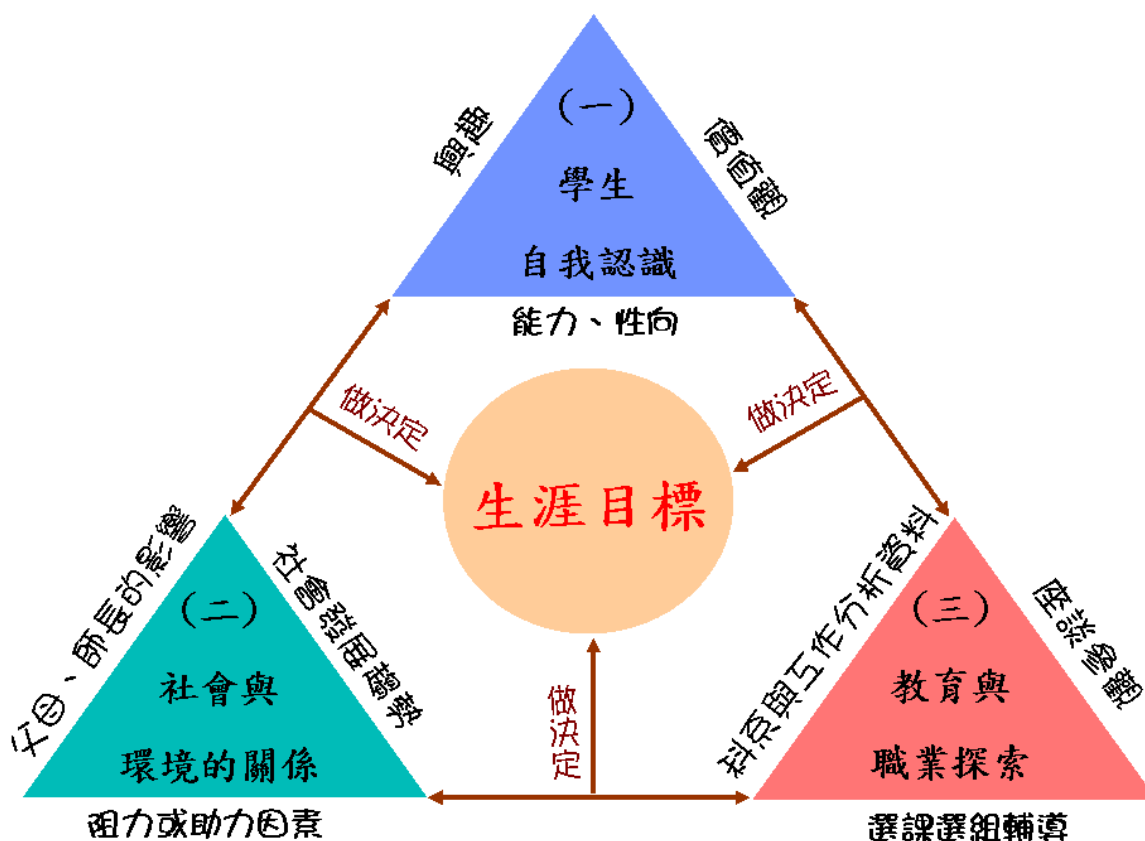 （一）
學生
自我認識
興趣
價值觀
能力、性向
做決定
做決定
生涯目標
父母、師長的影響
社會發展趨勢
（二）
社會與
環境的關係
阻力或助力因素
做決定
科系與工作分析資料
座談參觀
（三）
教育與
職業探索
選課選組輔導